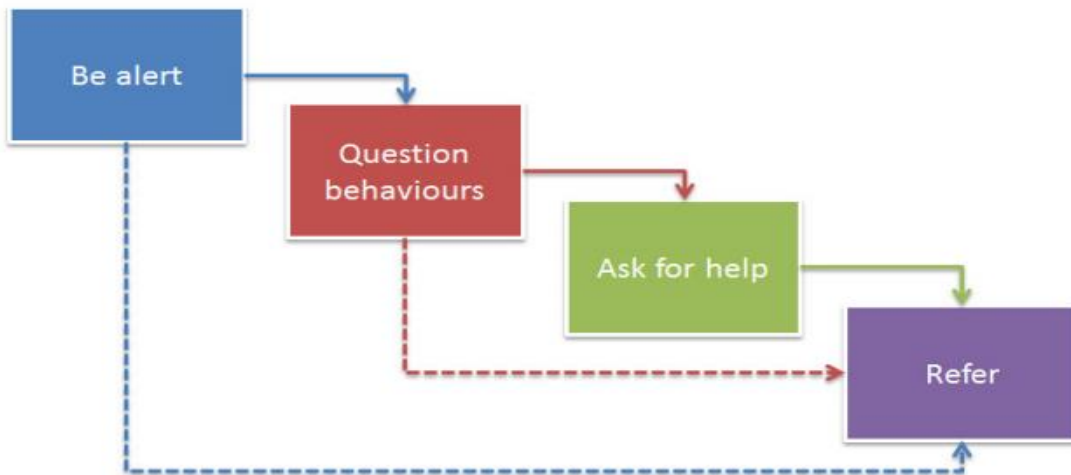 Be alert
Question
behaviours
Ask for help
Refer